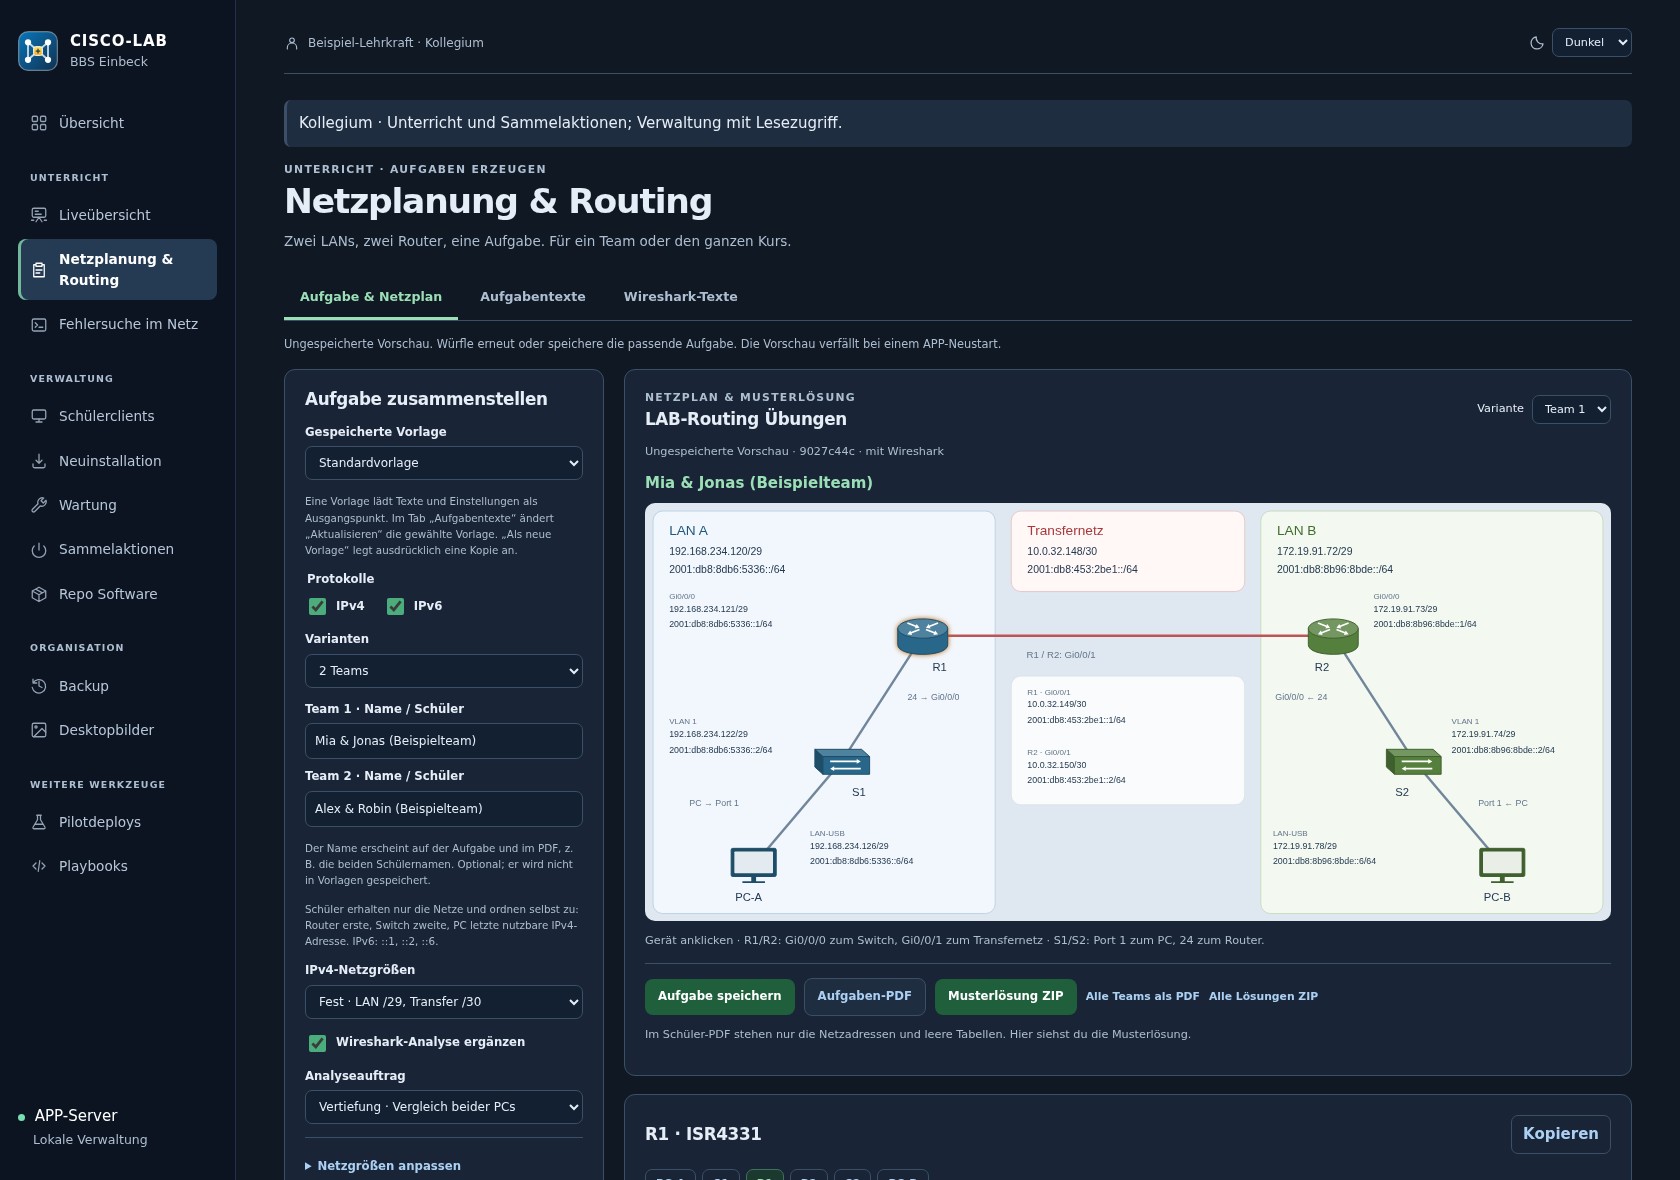 CISCO-LAB
BBS Einbeck
Übersicht
UNTERRICHT
Liveübersicht
Netzplanung &
Routing
Fehlersuche im Netz
VERWALTUNG
Schülerclients
Neuinstallation
Wartung
Sammelaktionen
Repo Software
ORGANISATION
Backup
Desktopbilder
WEITERE WERKZEUGE
Pilotdeploys
Playbooks
APP-Server
Lokale Verwaltung
Beispiel-Lehrkraft · Kollegium
Dunkel
Kollegium · Unterricht und Sammelaktionen; Verwaltung mit Lesezugriff.
UNTERRICHT · AUFGABEN ERZEUGEN
Netzplanung & Routing
Zwei LANs, zwei Router, eine Aufgabe. Für ein Team oder den ganzen Kurs.
Aufgabe & Netzplan
Aufgabentexte
Wireshark-Texte
Ungespeicherte Vorschau. Würfle erneut oder speichere die passende Aufgabe. Die Vorschau verfällt bei einem APP-Neustart.
Aufgabe zusammenstellen
Gespeicherte Vorlage
Standardvorlage
Eine Vorlage lädt Texte und Einstellungen als
Ausgangspunkt. Im Tab „Aufgabentexte“ ändert
„Aktualisieren“ die gewählte Vorlage. „Als neue
Vorlage“ legt ausdrücklich eine Kopie an.
Protokolle
IPv4
IPv6
Varianten
2 Teams
Team 1 · Name / Schüler
Mia & Jonas (Beispielteam)
Team 2 · Name / Schüler
Alex & Robin (Beispielteam)
Der Name erscheint auf der Aufgabe und im PDF, z.
B. die beiden Schülernamen. Optional; er wird nicht
in Vorlagen gespeichert.
Schüler erhalten nur die Netze und ordnen selbst zu:
Router erste, Switch zweite, PC letzte nutzbare IPv4-
Adresse. IPv6: ::1, ::2, ::6.
IPv4-Netzgrößen
Fest · LAN /29, Transfer /30
Wireshark-Analyse ergänzen
Analyseauftrag
Vertiefung · Vergleich beider PCs
Netzgrößen anpassen
NETZPLAN & MUSTERLÖSUNG
LAB-Routing Übungen
Variante
Team 1
Ungespeicherte Vorschau · 9027c44c · mit Wireshark
Mia & Jonas (Beispielteam)
LAN A
192.168.234.120/29
2001:db8:8db6:5336::/64
Gi0/0/0
192.168.234.121/29
2001:db8:8db6:5336::1/64
R1
24 → Gi0/0/0
VLAN 1
192.168.234.122/29
2001:db8:8db6:5336::2/64
S1
PC → Port 1
LAN-USB
192.168.234.126/29
2001:db8:8db6:5336::6/64
PC-A
Transfernetz
10.0.32.148/30
2001:db8:453:2be1::/64
R1 / R2: Gi0/0/1
R1 · Gi0/0/1
10.0.32.149/30
2001:db8:453:2be1::1/64
R2 · Gi0/0/1
10.0.32.150/30
2001:db8:453:2be1::2/64
LAN B
172.19.91.72/29
2001:db8:8b96:8bde::/64
Gi0/0/0
172.19.91.73/29
2001:db8:8b96:8bde::1/64
R2
Gi0/0/0 ← 24
VLAN 1
172.19.91.74/29
2001:db8:8b96:8bde::2/64
S2
Port 1 ← PC
LAN-USB
172.19.91.78/29
2001:db8:8b96:8bde::6/64
PC-B
Gerät anklicken · R1/R2: Gi0/0/0 zum Switch, Gi0/0/1 zum Transfernetz · S1/S2: Port 1 zum PC, 24 zum Router.
Aufgabe speichern
Aufgaben-PDF
Musterlösung ZIP
Alle Teams als PDF
Alle Lösungen ZIP
Im Schüler-PDF stehen nur die Netzadressen und leere Tabellen. Hier siehst du die Musterlösung.
R1 · ISR4331
Kopieren